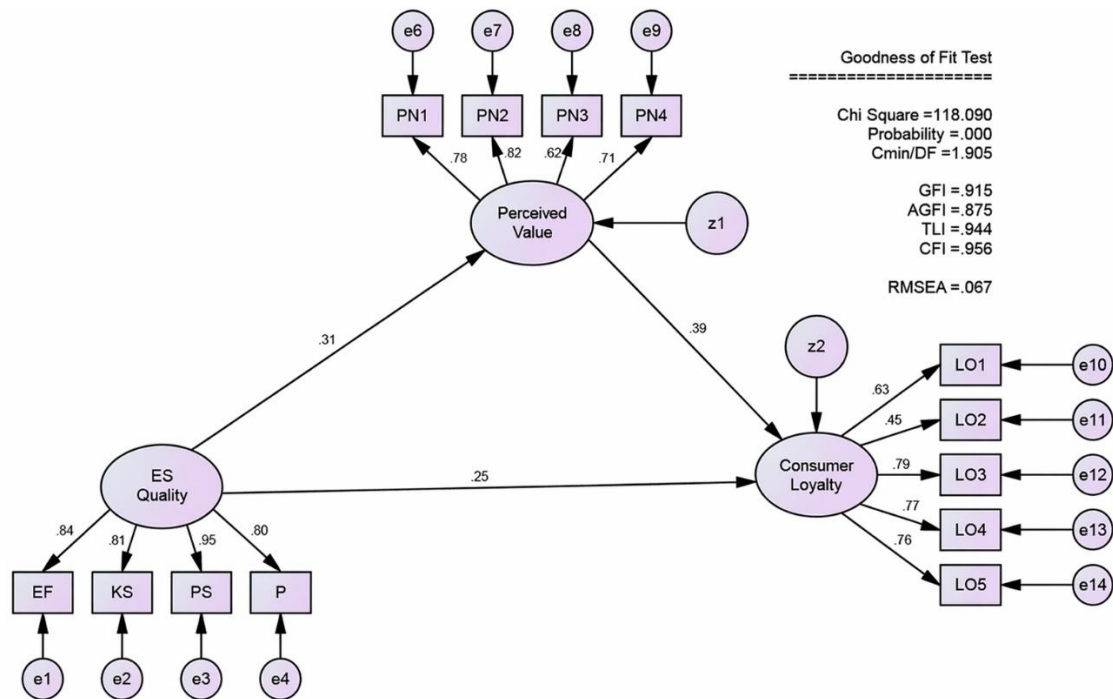 e6
e7
e8
e9
PN1
PN2
PN3
PN4
.78
.82
.62
.71
Perceived
Value
z1
Goodness of Fit Test
=====================
Chi Square =118.090
Probability =.000
Cmin/DF =1.905
GFI =.915
AGFI =.875
TLI =.944
CFI =.956
RMSEA =.067
.31
.39
z2
ES
Quality
.25
Consumer
Loyalty
.63
.45
.79
.77
.76
LO1
e10
LO2
e11
LO3
e12
LO4
e13
LO5
e14
.84
.81
.95
.80
EF
KS
PS
P
e1
e2
e3
e4